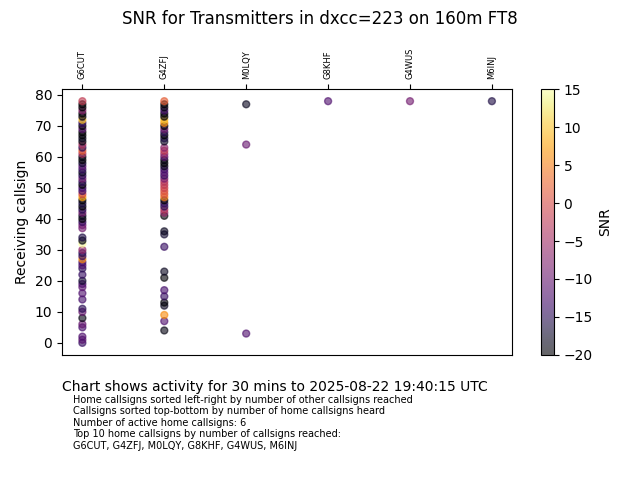 SNR for Transmitters in dxcc=223 on 160m FT8
G6CUT G4ZFJ M0LQY G8KHF G4WUS M6INJ
80
70
60
50
40
30
20
10
0
Receiving callsign
15
10
5
0
−5
−10
−15
−20
SNR
Chart shows activity for 30 mins to 2025-08-22 19:40:15 UTC
Home callsigns sorted left-right by number of other callsigns reached
Callsigns sorted top-bottom by number of home callsigns heard
Number of active home callsigns: 6
Top 10 home callsigns by number of callsigns reached:
G6CUT, G4ZFJ, M0LQY, G8KHF, G4WUS, M6INJ